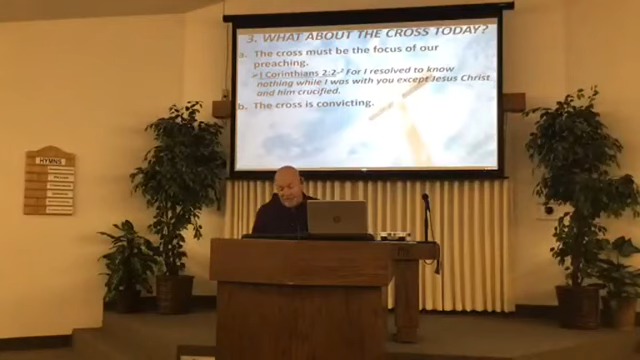 3. WHAT ABOUT THE CROSS TODAY?
a. The cross must be the focus of our
preaching.
➢I Corinthians 2:2-² For I resolved to know
nothing while I was with you except Jesus Christ
and him crucified.
b. The cross is convicting.
HYMNS
hp